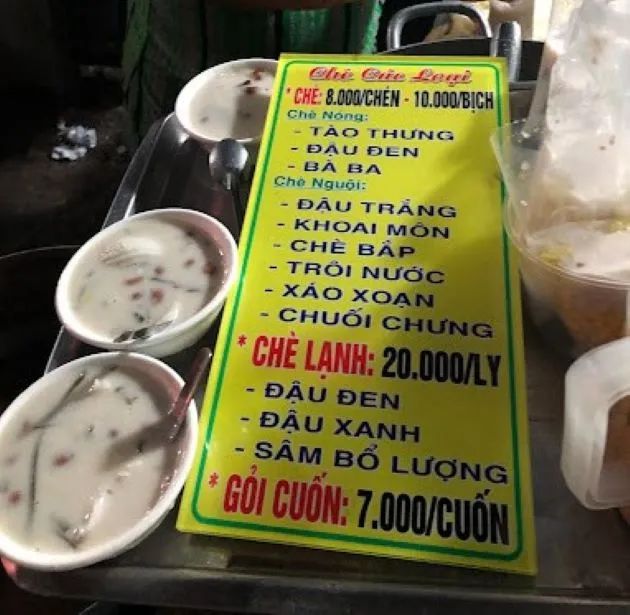 Chè Các Loại
* CHÈ: 8.000/CHÉN - 10.000/BỊCH
Chè Nóng:
- TÀO THƯNG
- ĐẬU ĐEN
- BÀ BA
Chè Nguội:
- ĐẬU TRẮNG
- KHOAI MÔN
- CHÈ BẮP
- TRÔI NƯỚC
- XÁO XOẠN
- CHUỐI CHƯNG
* CHÈ LẠNH: 20.000/LY
- ĐẬU ĐEN
- ĐẬU XANH
- SÂM BỔ LƯỢNG
* GỎI CUỐN: 7.000/CUỐN